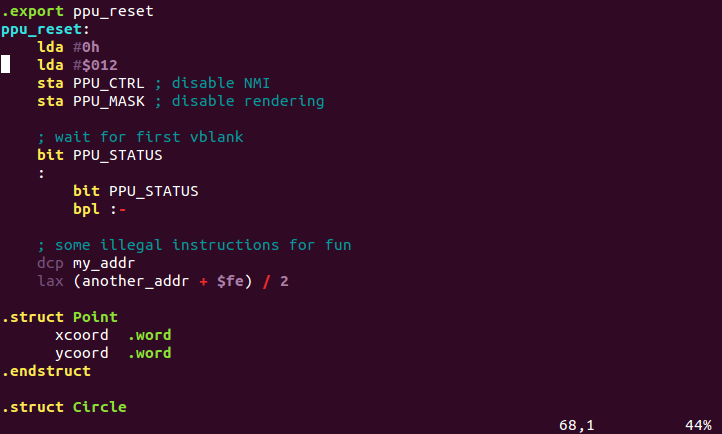 .export ppu_reset
ppu_reset:
    lda #0h
    lda #$012
    sta PPU_CTRL ; disable NMI
    sta PPU_MASK ; disable rendering
    ; wait for first vblank
    bit PPU_STATUS
    :
        bit PPU_STATUS
        bpl :-
    ; some illegal instructions for fun
    dcp my_addr
    lax (another_addr + $fe) / 2
.struct Point
      xcoord  .word
      ycoord  .word
.endstruct
.struct Circle
68,1          44%